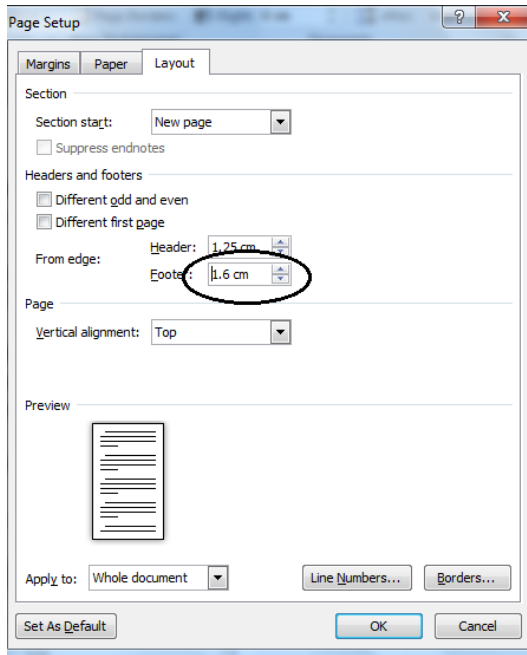 Page Setup
Margins Paper Layout
Section
Section start: New page
Suppress endnotes
Headers and footers
Different odd and even
Different first page
Header: 1.25 cm
From edge:
Footer: 1.6 cm
Page
Vertical alignment: Top
Preview
Apply to: Whole document Line Numbers... Borders...
Set As Default OK Cancel